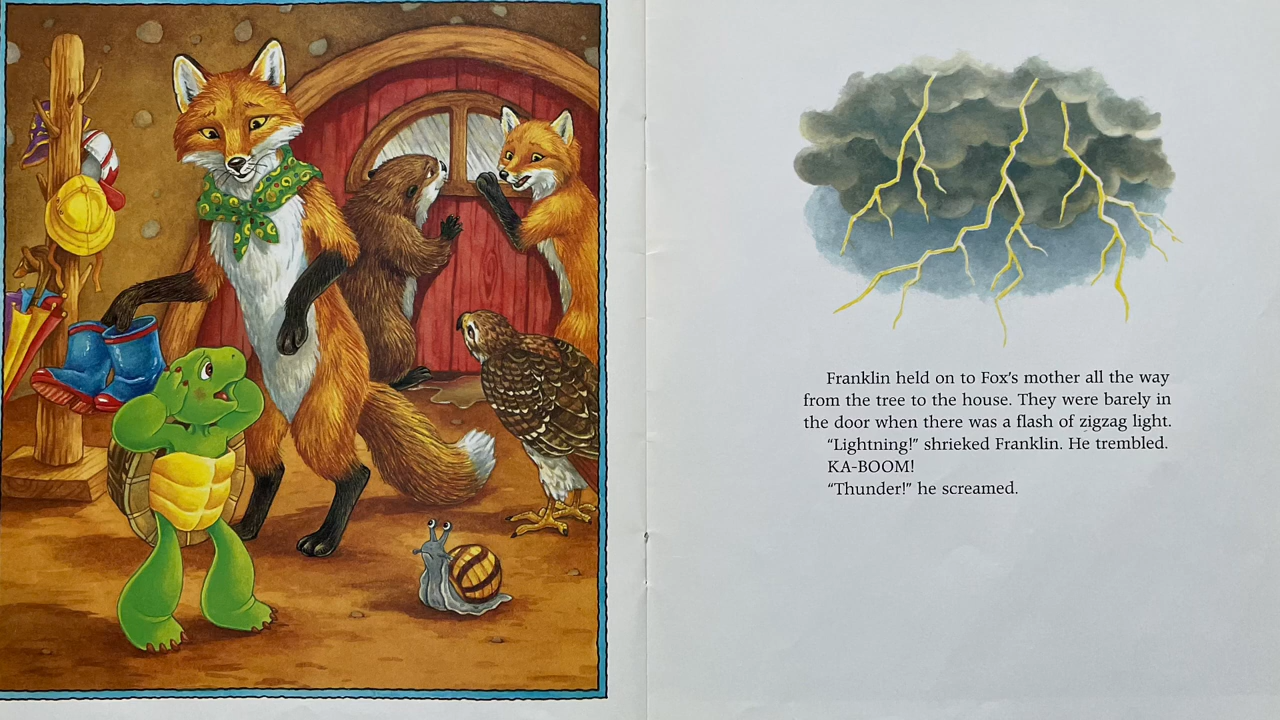 Franklin held on to Fox's mother all the way
from the tree to the house. They were barely in
the door when there was a flash of zigzag light.
“Lightning!” shrieked Franklin. He trembled.
KA-BOOM!
“Thunder!” he screamed.